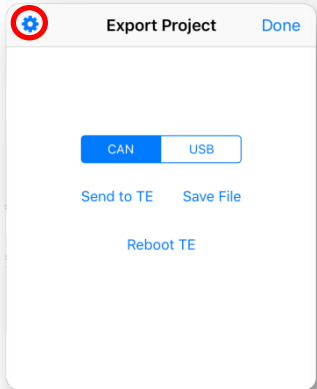 Export Project Done
CAN USB
Send to TE Save File
Reboot TE